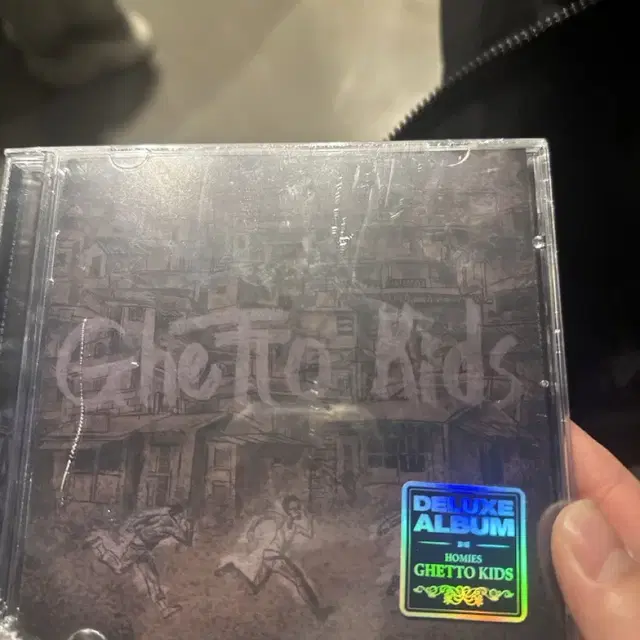 Ghetto Kids
DELUXE
ALBUM
HOMIES
GHETTO KIDS